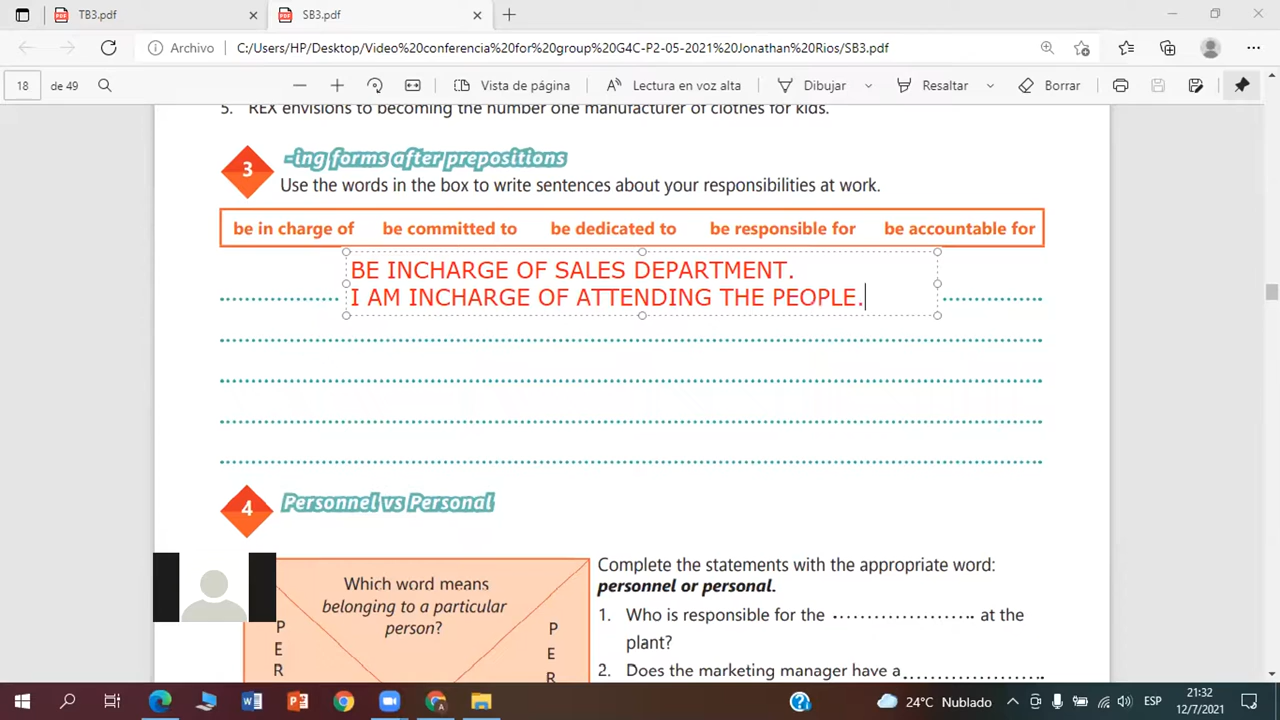 TB3.pdf
SB3.pdf
Archivo
C:/Users/HP/Desktop/Video%20conferencia%20for%20group%20G4C-P2-05-2021%20Jonathan%20Rios/SB3.pdf
18 de 49
Vista de página
Lectura en voz alta
Dibujar
Resaltar
Borrar
5. REX envisions to becoming the number one manufacturer of clothes for kids.
3 -ing forms after prepositions
Use the words in the box to write sentences about your responsibilities at work.
be in charge of be committed to be dedicated to be responsible for be accountable for
BE INCHARGE OF SALES DEPARTMENT.
I AM INCHARGE OF ATTENDING THE PEOPLE.
4 Personnel vs Personal
Which word means
belonging to a particular
person?
P
E
R
P
E
R
Complete the statements with the appropriate word:
personnel or personal.
1. Who is responsible for the ..................... at the
plant?
2. Does the marketing manager have a.....................
24°C Nublado
ESP
21:32
12/7/2021